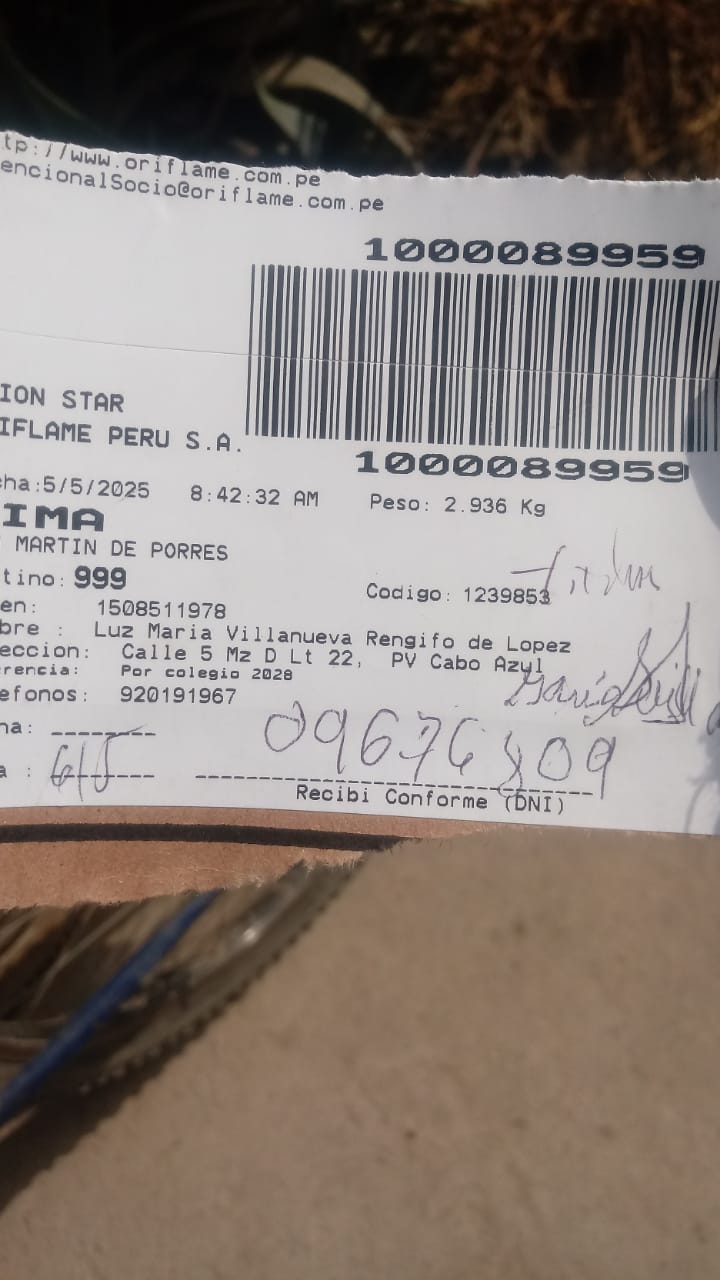 tp://www.oriflame.com.pe
encionalSocio@oriflame.com.pe
1000089959
ION STAR
IFLAME PERU S.A.
1000089959
ha:5/5/2025 8:42:32 AM Peso: 2.936 Kg
IMA
MARTIN DE PORRES
tino: 999
Codigo: 1239853
en: 1508511978
bre : Luz Maria Villanueva Rengifo de Lopez
eccion: Calle 5 Mz D Lt 22, PV Cabo Azul
rencia: Por colegio 2028
efonos: 920191967
na:
09676809
a : 6/5
Recibi Conforme (DNI)